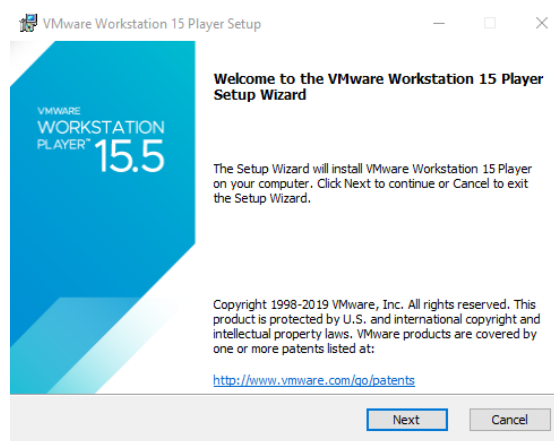 VMware Workstation 15 Player Setup
VMWARE
WORKSTATION
PLAYER™ 15.5
Welcome to the VMware Workstation 15 Player
Setup Wizard
The Setup Wizard will install VMware Workstation 15 Player
on your computer. Click Next to continue or Cancel to exit
the Setup Wizard.
Copyright 1998-2019 VMware, Inc. All rights reserved. This
product is protected by U.S. and international copyright and
intellectual property laws. VMware products are covered by
one or more patents listed at:
http://www.vmware.com/go/patents
Next
Cancel